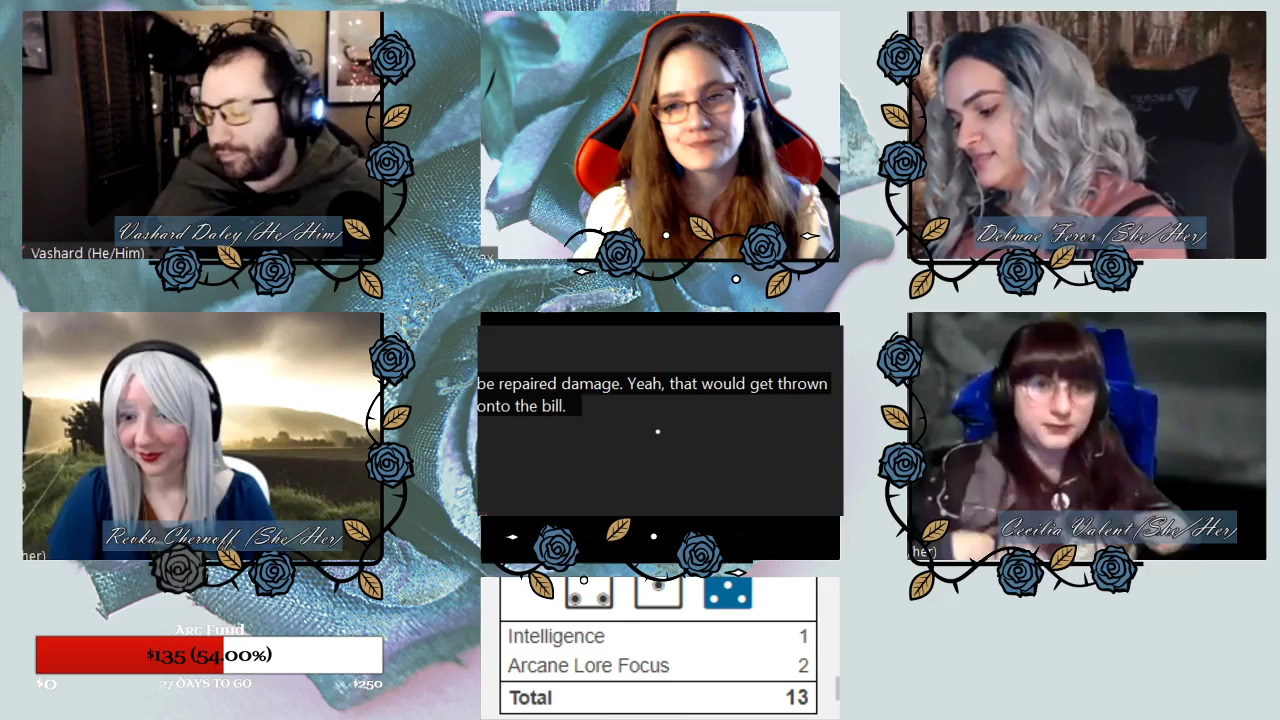 Vashard Daley (He/Him)
Vashard (He/Him)
Delmae Ferox (She/Her)
be repaired damage. Yeah, that would get thrown
onto the bill.
Revka Chernoff (She/Her)
her)
Cecilia Valent (She/Her)
her)
Art Fund
$135 (54.00%)
$0
27 DAYS TO GO
$250
Intelligence 1
Arcane Lore Focus 2
Total 13